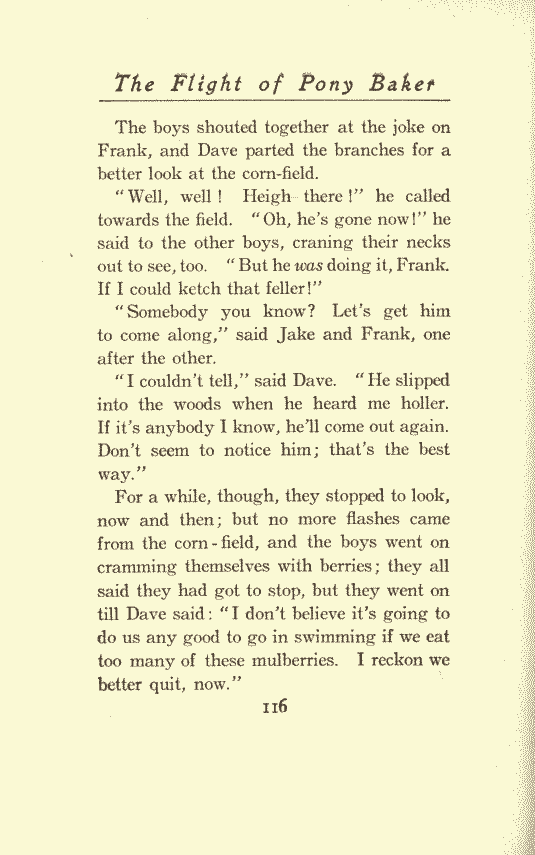 The Flight of Pony Baker
The boys shouted together at the joke on
Frank, and Dave parted the branches for a
better look at the corn-field.
"Well, well! Heigh there!" he called
towards the field. "Oh, he's gone now!" he
said to the other boys, craning their necks
out to see, too. "But he was doing it, Frank.
If I could ketch that feller!"
"Somebody you know? Let's get him
to come along," said Jake and Frank, one
after the other.
"I couldn't tell," said Dave. "He slipped
into the woods when he heard me holler.
If it's anybody I know, he'll come out again.
Don't seem to notice him; that's the best
way."
For a while, though, they stopped to look,
now and then; but no more flashes came
from the corn-field, and the boys went on
cramming themselves with berries; they all
said they had got to stop, but they went on
till Dave said: "I don't believe it's going to
do us any good to go in swimming if we eat
too many of these mulberries. I reckon we
better quit, now."
116